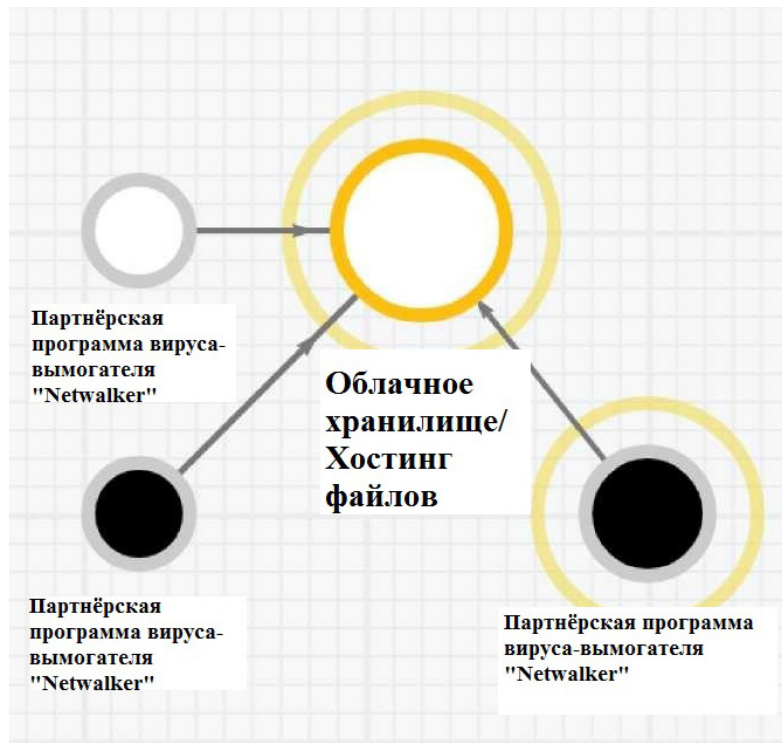 Партнёрская
программа вируса-
вымогателя
"Netwalker"
Облачное
хранилище/
Хостинг
файлов
Партнёрская
программа вируса-
вымогателя
"Netwalker"
Партнёрская программа
вируса-вымогателя
"Netwalker"